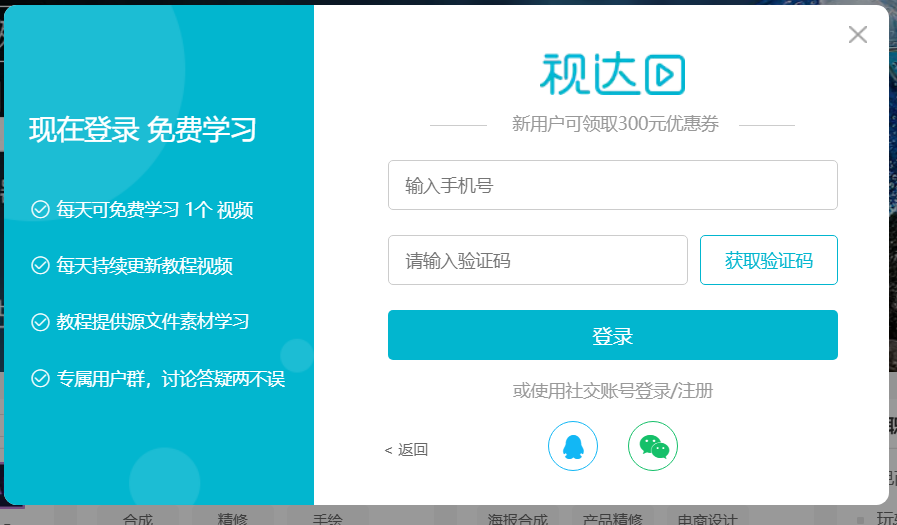 现在登录 免费学习
每天可免费学习 1个 视频
每天持续更新教程视频
教程提供源文件素材学习
专属用户群，讨论答疑两不误
视达
新用户可领取300元优惠券
输入手机号
请输入验证码
获取验证码
登录
或使用社交账号登录/注册
< 返回
合成
精修
手绘
海报合成
产品精修
电商设计